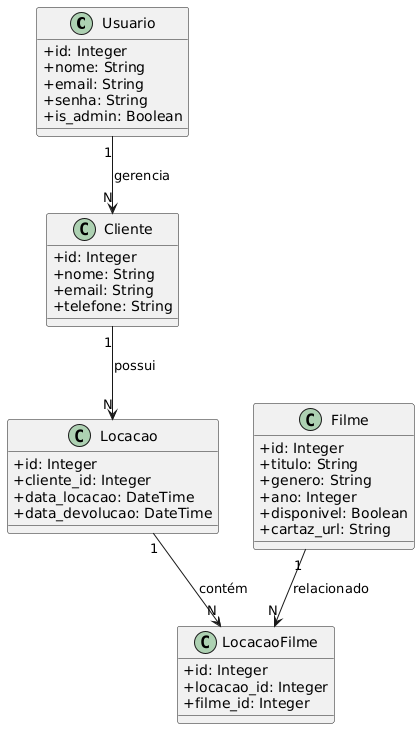 C Usuario
+id: Integer
+nome: String
+email: String
+senha: String
+is_admin: Boolean
1
gerencia
N
C Cliente
+id: Integer
+nome: String
+email: String
+telefone: String
1
possui
N
C Locacao
+id: Integer
+cliente_id: Integer
+data_locacao: DateTime
+data_devolucao: DateTime
C Filme
+id: Integer
+titulo: String
+genero: String
+ano: Integer
+disponivel: Boolean
+cartaz_url: String
1
contém
N
1
relacionado
N
C LocacaoFilme
+id: Integer
+locacao_id: Integer
+filme_id: Integer